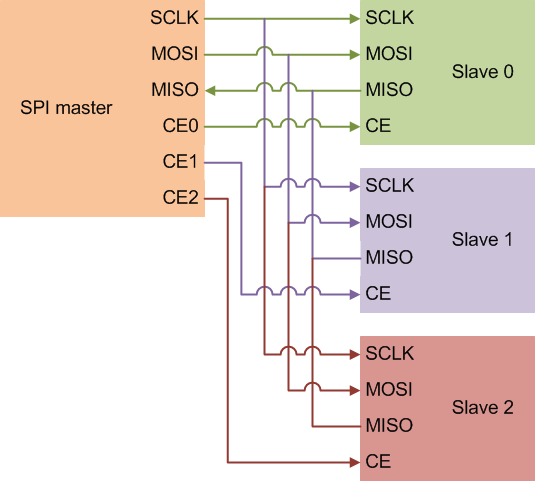 SPI master
SCLK
MOSI
MISO
CE0
CE1
CE2
SCLK
MOSI
MISO
CE
Slave 0
SCLK
MOSI
MISO
CE
Slave 1
SCLK
MOSI
MISO
CE
Slave 2